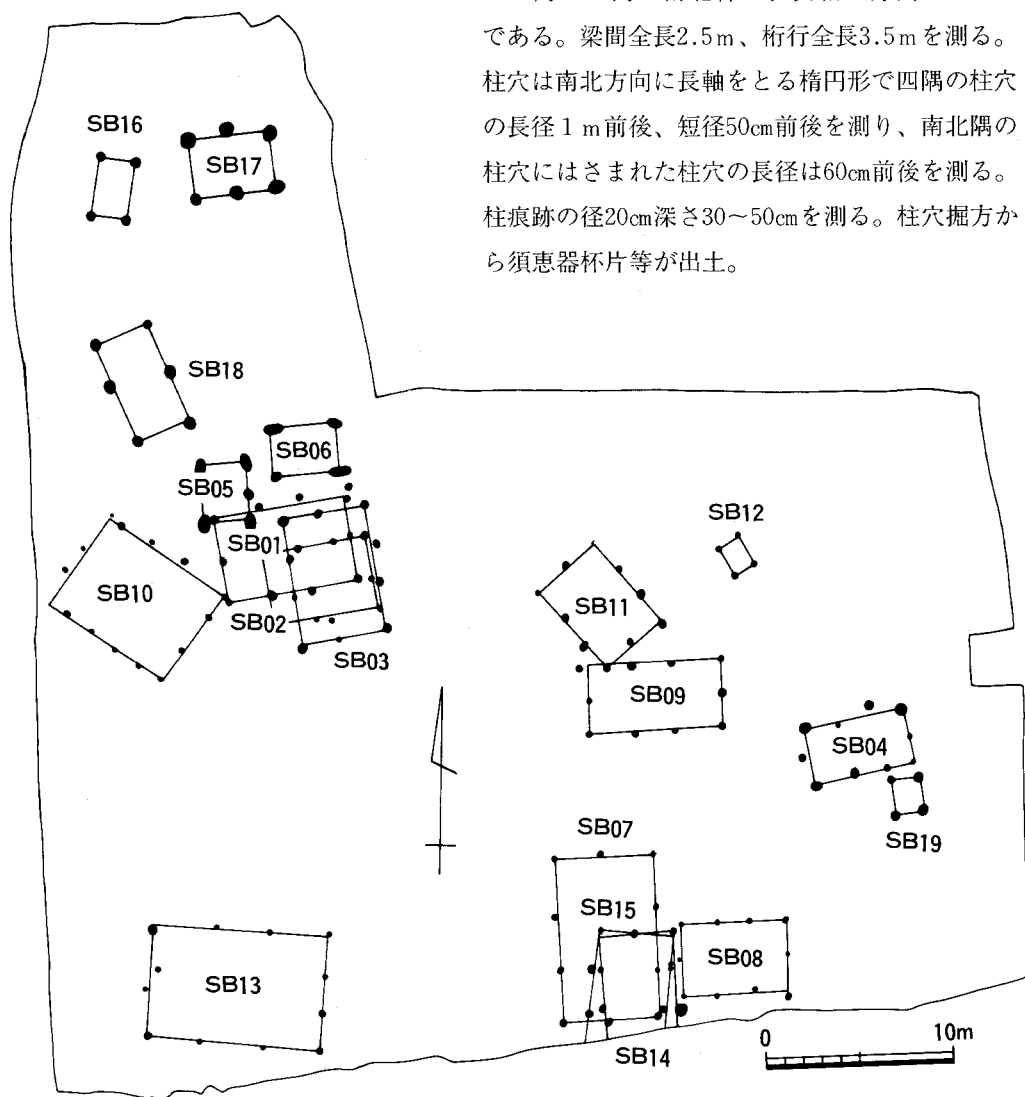 である。梁間全長2.5m、桁行全長3.5mを測る。
柱穴は南北方向に長軸をとる楕円形で四隅の柱穴
の長径1m前後、短径50cm前後を測り、南北隅の
柱穴にはさまれた柱穴の長径は60cm前後を測る。
柱痕跡の径20cm深さ30~50cmを測る。柱穴掘方か
ら須恵器杯片等が出土。
SB16
SB17
SB18
SB06
SB05
SB01
SB10
SB02
SB03
SB12
SB11
SB09
SB04
SB19
SB07
SB15
SB08
SB13
SB14
0 10m